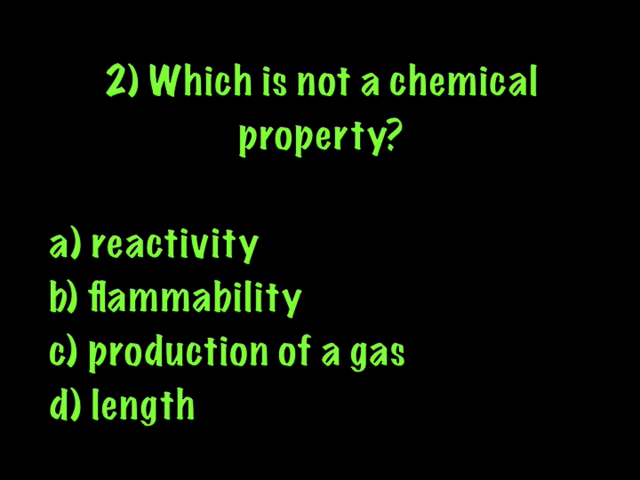 2) Which is not a chemical
property?
a) reactivity
b) flammability
c) production of a gas
d) length